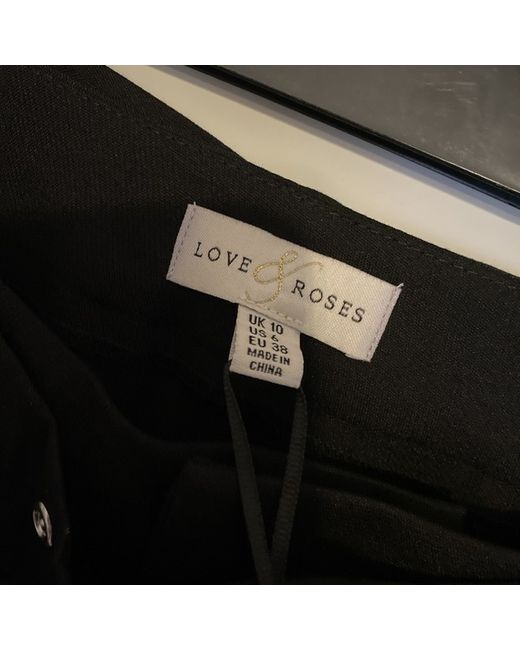 LOVE & ROSES
UK 10
US 6
EU 38
MADE IN
CHINA